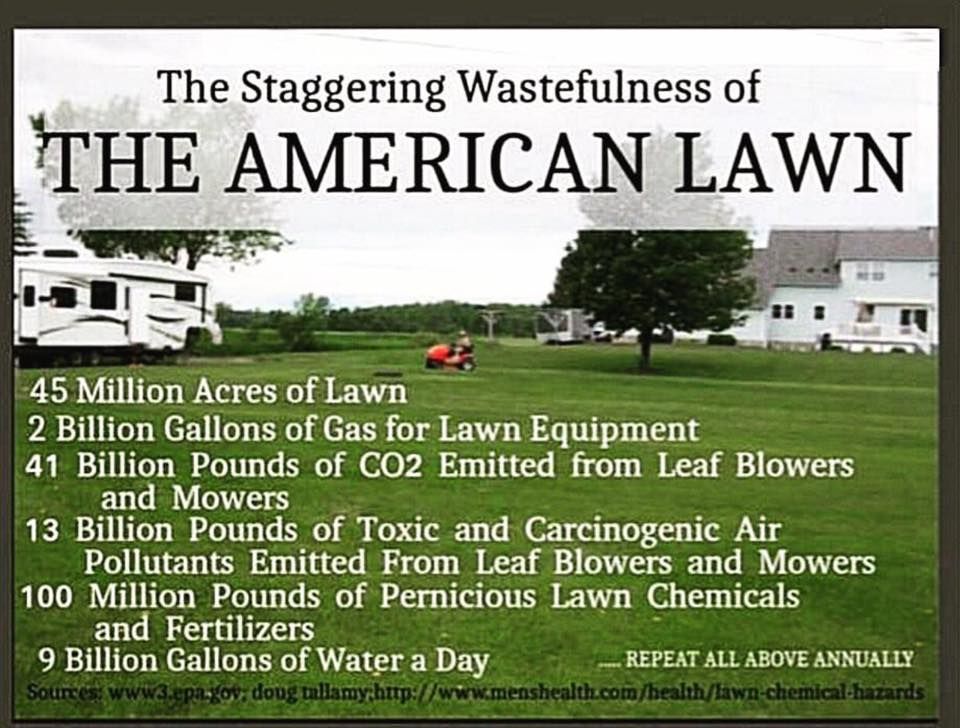 The Staggering Wastefulness of
THE AMERICAN LAWN
45 Million Acres of Lawn
2 Billion Gallons of Gas for Lawn Equipment
41 Billion Pounds of CO2 Emitted from Leaf Blowers
and Mowers
13 Billion Pounds of Toxic and Carcinogenic Air
Pollutants Emitted From Leaf Blowers and Mowers
100 Million Pounds of Pernicious Lawn Chemicals
and Fertilizers
9 Billion Gallons of Water a Day
..... REPEAT ALL ABOVE ANNUALLY
Sources: www3.epa.gov; doug tallamy;http://www.menshealth.com/health/lawn-chemical-hazards